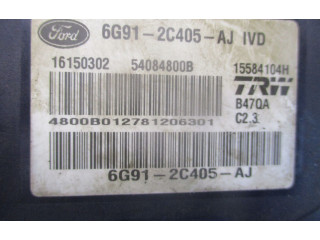 Ford 6G91-2C405-AJ IVD
16150302 54084800B 15584104H
TRW
B47QA
4800B012781206301 C2.3
6G91-2C405-AJ